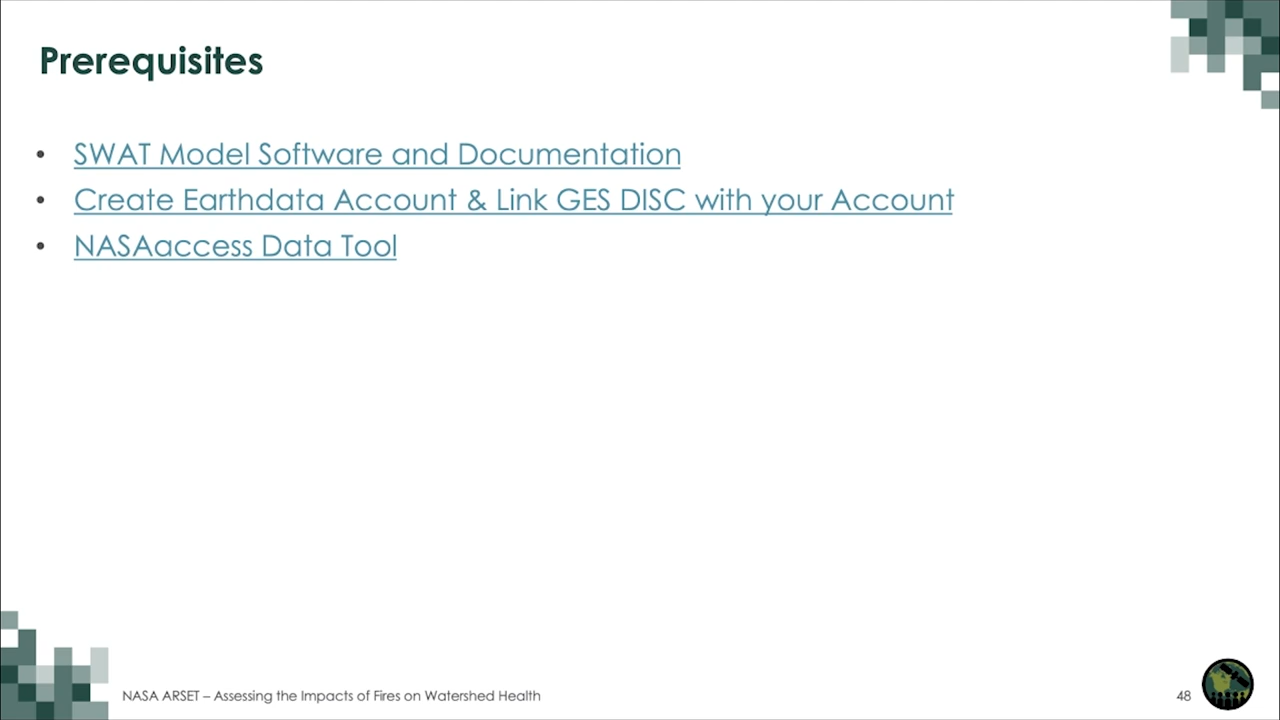 Prerequisites
• SWAT Model Software and Documentation
• Create Earthdata Account & Link GES DISC with your Account
• NASAaccess Data Tool
NASA ARSET – Assessing the Impacts of Fires on Watershed Health
48